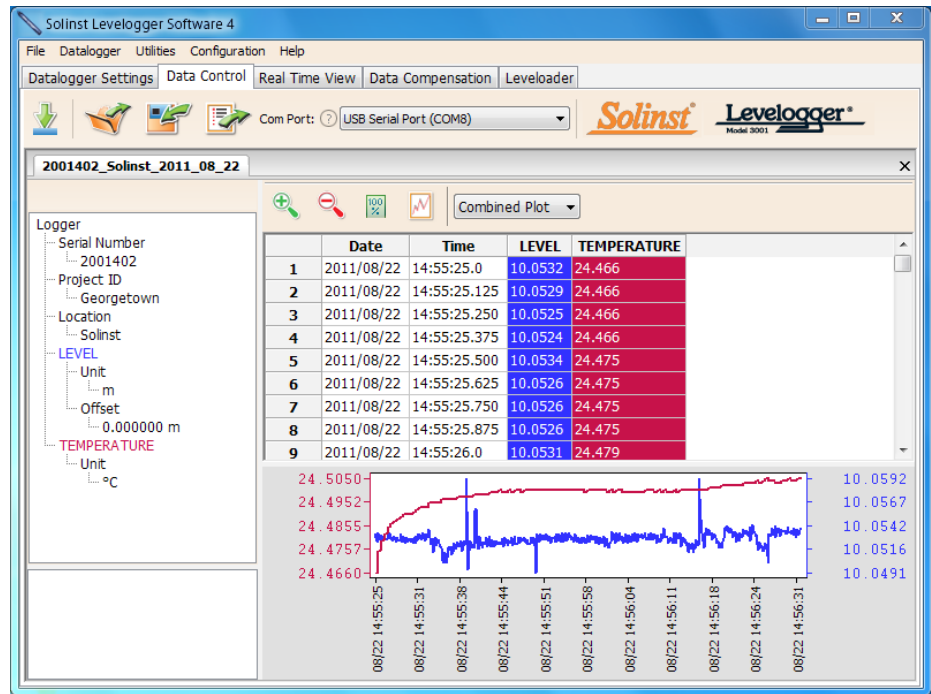 Solinst Levelogger Software 4
File Datalogger Utilities Configuration Help
Datalogger Settings Data Control Real Time View Data Compensation Leveloader
Com Port: ? USB Serial Port (COM8) Solinst® Levelogger®
Model 3001
2001402_Solinst_2011_08_22
100 % Combined Plot
Logger
Serial Number
2001402
Project ID
Georgetown
Location
Solinst
LEVEL
Unit
m
Offset
0.000000 m
TEMPERATURE
Unit
°C
Date Time LEVEL TEMPERATURE
1 2011/08/22 14:55:25.0 10.0532 24.466
2 2011/08/22 14:55:25.125 10.0529 24.466
3 2011/08/22 14:55:25.250 10.0525 24.466
4 2011/08/22 14:55:25.375 10.0524 24.466
5 2011/08/22 14:55:25.500 10.0534 24.475
6 2011/08/22 14:55:25.625 10.0526 24.475
7 2011/08/22 14:55:25.750 10.0526 24.475
8 2011/08/22 14:55:25.875 10.0526 24.475
9 2011/08/22 14:55:26.0 10.0531 24.479
24.5050 10.0592
24.4952 10.0567
24.4855 10.0542
24.4757 10.0516
24.4660 10.0491
08/22 14:55:25
08/22 14:55:31
08/22 14:55:38
08/22 14:55:44
08/22 14:55:51
08/22 14:55:58
08/22 14:56:04
08/22 14:56:11
08/22 14:56:18
08/22 14:56:24
08/22 14:56:31